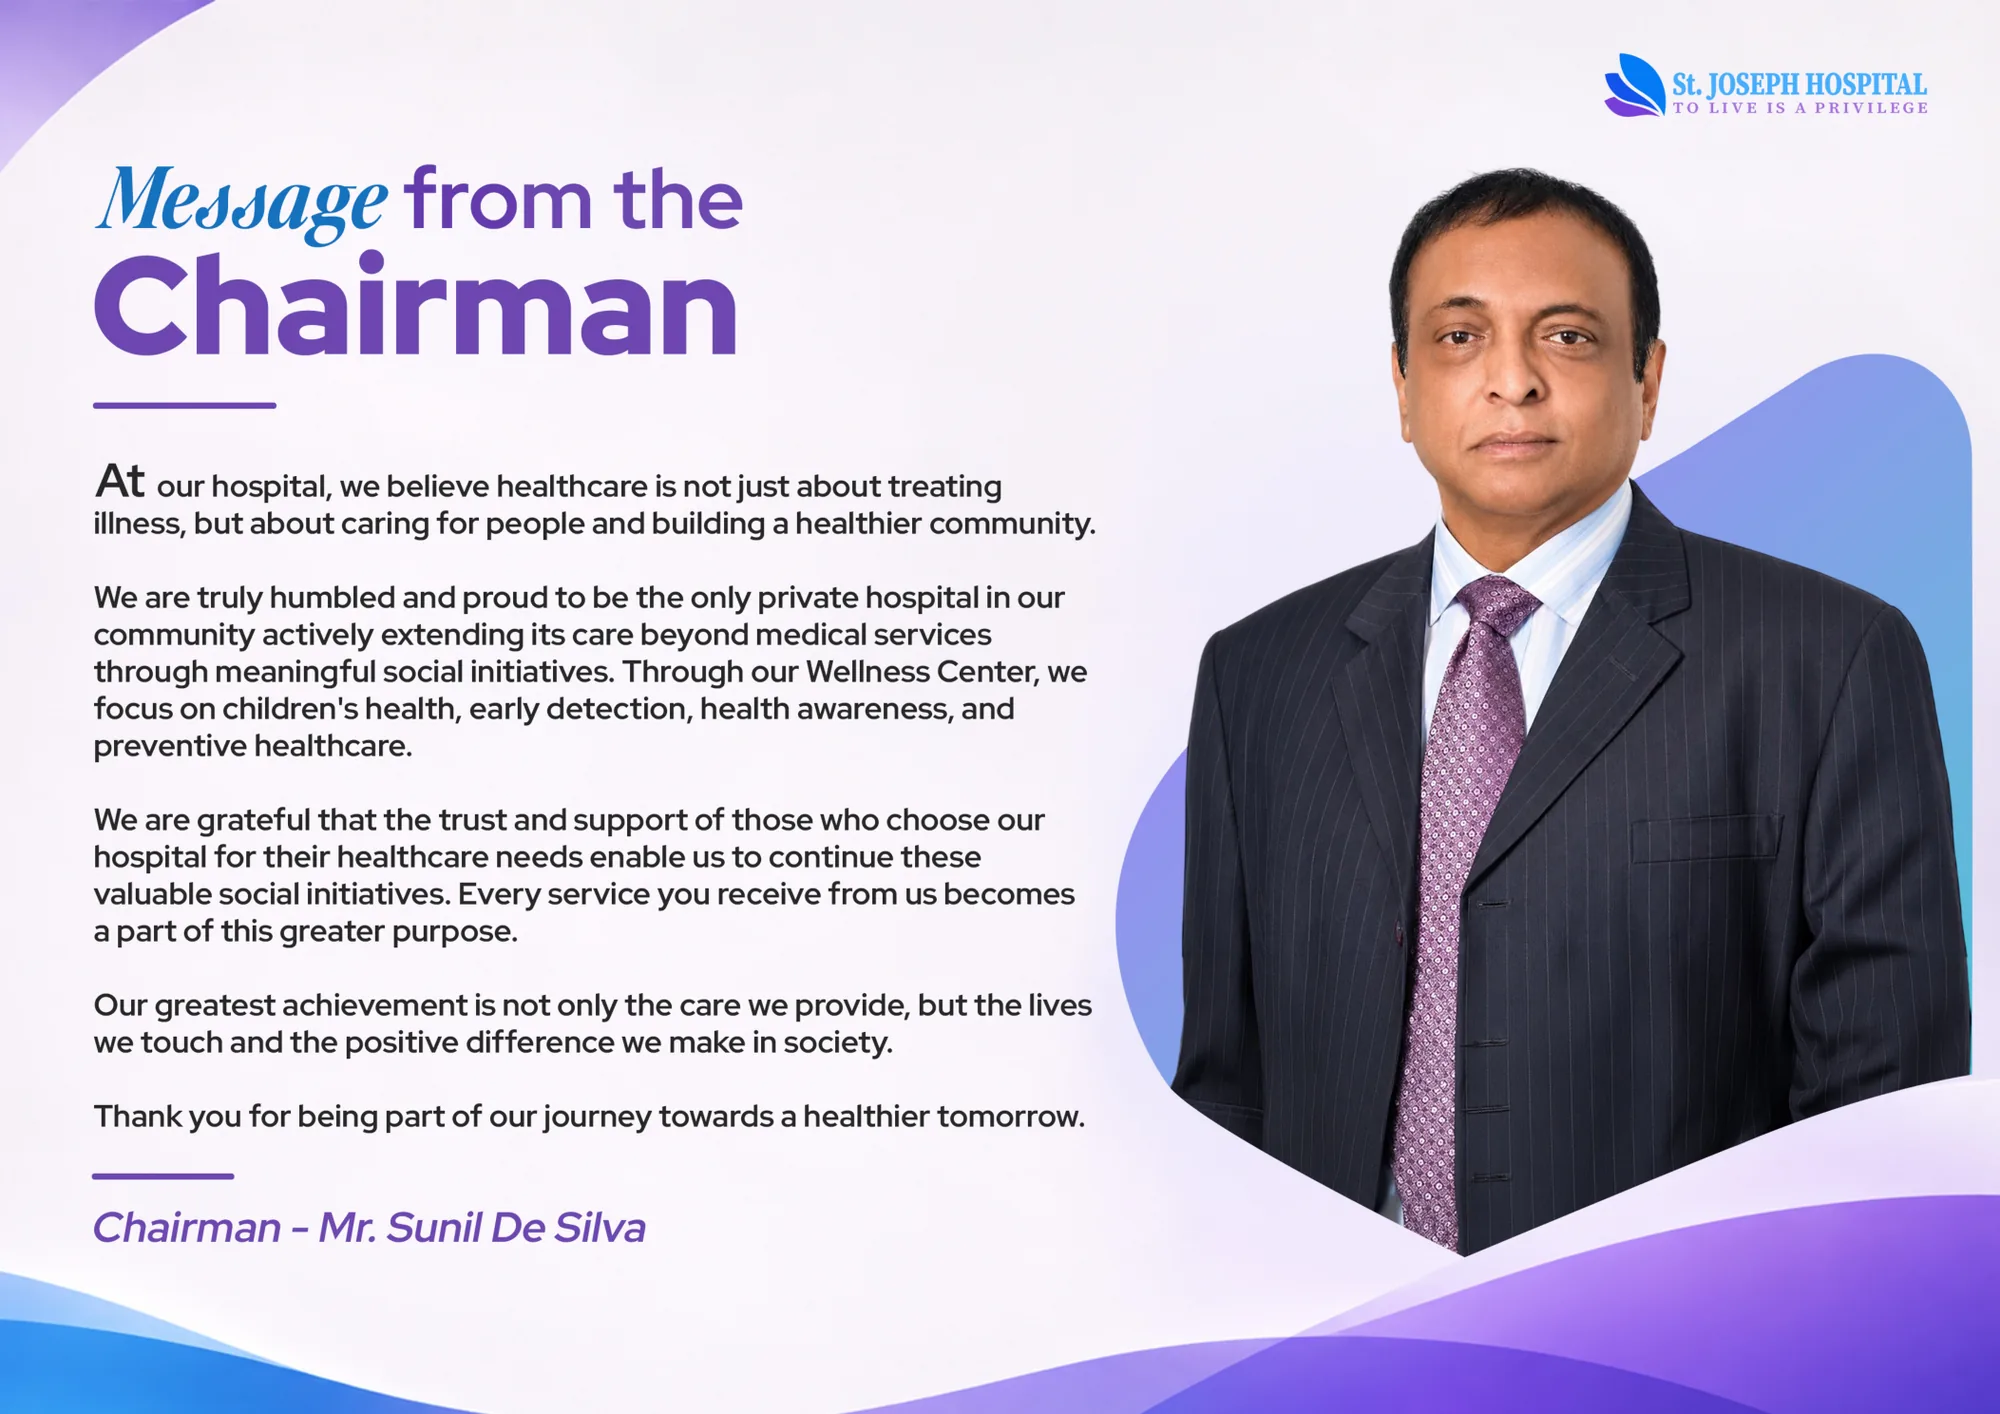 St. JOSEPH HOSPITAL
TO LIVE IS A PRIVILEGE
Message from the
Chairman
At our hospital, we believe healthcare is not just about treating
illness, but about caring for people and building a healthier community.
We are truly humbled and proud to be the only private hospital in our
community actively extending its care beyond medical services
through meaningful social initiatives. Through our Wellness Center, we
focus on children's health, early detection, health awareness, and
preventive healthcare.
We are grateful that the trust and support of those who choose our
hospital for their healthcare needs enable us to continue these
valuable social initiatives. Every service you receive from us becomes
a part of this greater purpose.
Our greatest achievement is not only the care we provide, but the lives
we touch and the positive difference we make in society.
Thank you for being part of our journey towards a healthier tomorrow.
Chairman - Mr. Sunil De Silva